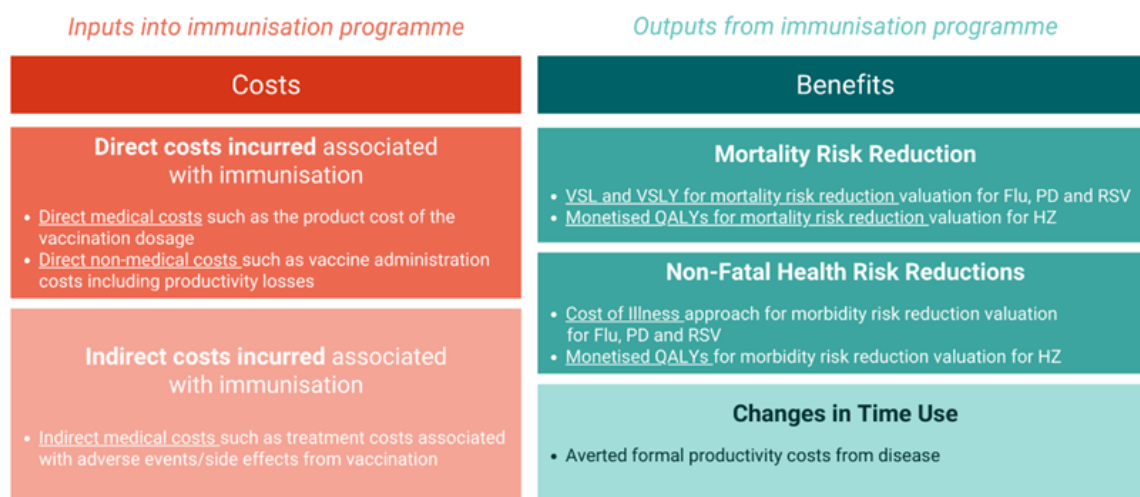 Inputs into immunisation programme
Costs
Direct costs incurred associated
with immunisation
• Direct medical costs such as the product cost of the
vaccination dosage
• Direct non-medical costs such as vaccine administration
costs including productivity losses
Indirect costs incurred associated
with immunisation
• Indirect medical costs such as treatment costs associated
with adverse events/side effects from vaccination
Outputs from immunisation programme
Benefits
Mortality Risk Reduction
• VSL and VSLY for mortality risk reduction valuation for Flu, PD and RSV
• Monetised QALYs for mortality risk reduction valuation for HZ
Non-Fatal Health Risk Reductions
• Cost of Illness approach for morbidity risk reduction valuation
for Flu, PD and RSV
• Monetised QALYs for morbidity risk reduction valuation for HZ
Changes in Time Use
• Averted formal productivity costs from disease